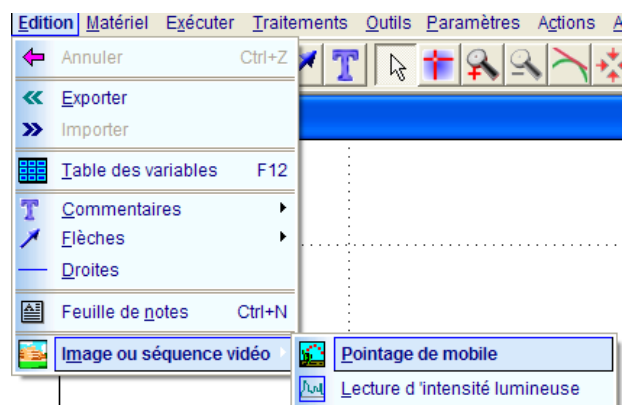 Edition Matériel Exécuter Traitements Outils Paramètres Actions A
Annuler Ctrl+Z
Exporter
Importer
Table des variables F12
Commentaires
Flèches
Droites
Feuille de notes Ctrl+N
Image ou séquence vidéo
Pointage de mobile
Lecture d 'intensité lumineuse